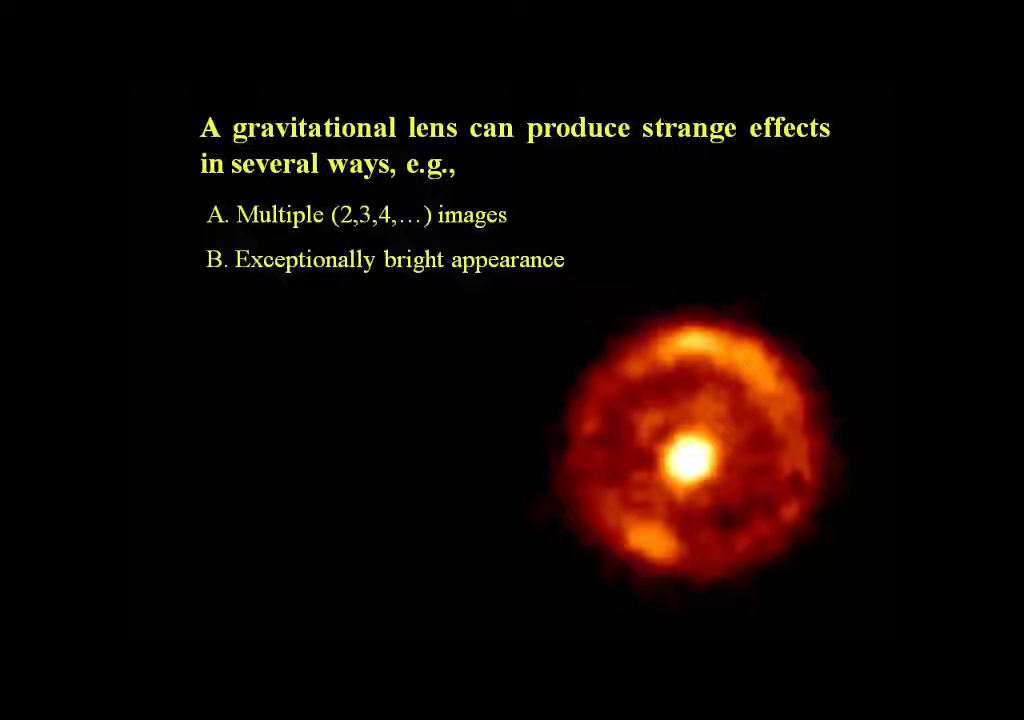 A gravitational lens can produce strange effects
in several ways, e.g.,
A. Multiple (2,3,4,…) images
B. Exceptionally bright appearance